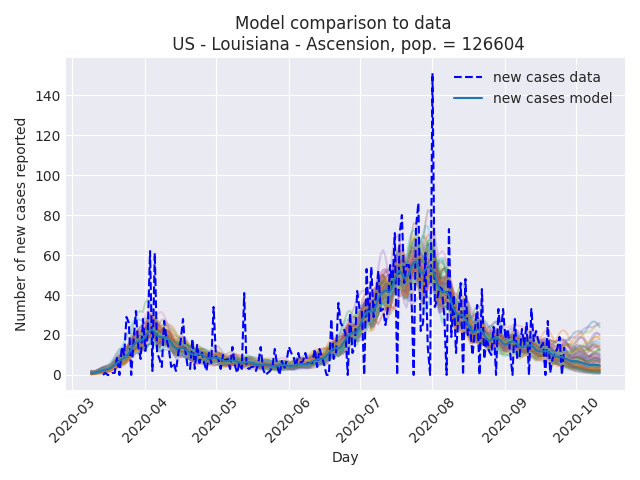 Model comparison to data
US - Louisiana - Ascension, pop. = 126604
new cases data
new cases model
Number of new cases reported
140
120
100
80
60
40
20
0
2020-03
2020-04
2020-05
2020-06
2020-07
2020-08
2020-09
2020-10
Day